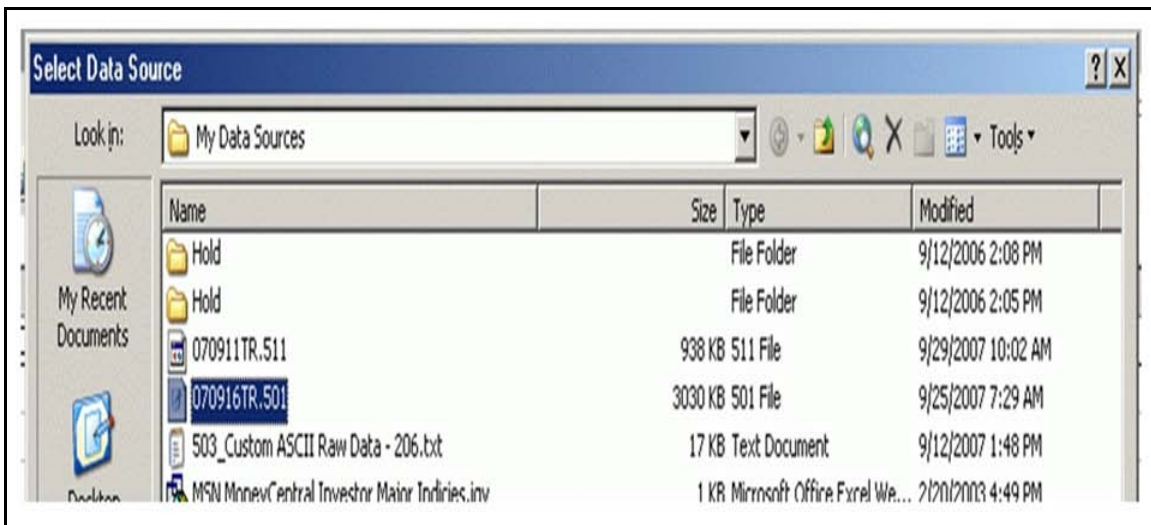 Select Data Source
Look in: My Data Sources Tools
Name Size Type Modified
Hold File Folder 9/12/2006 2:08 PM
Hold File Folder 9/12/2006 2:05 PM
My Recent Documents
070911TR.511 938 KB 511 File 9/29/2007 10:02 AM
070916TR.501 3030 KB 501 File 9/25/2007 7:29 AM
503_Custom ASCII Raw Data - 206.txt 17 KB Text Document 9/12/2007 1:48 PM
Desktop
MSN MoneyCentral Investor Major Indicies.iqy 1 KB Microsoft Office Excel We... 2/20/2003 4:49 PM